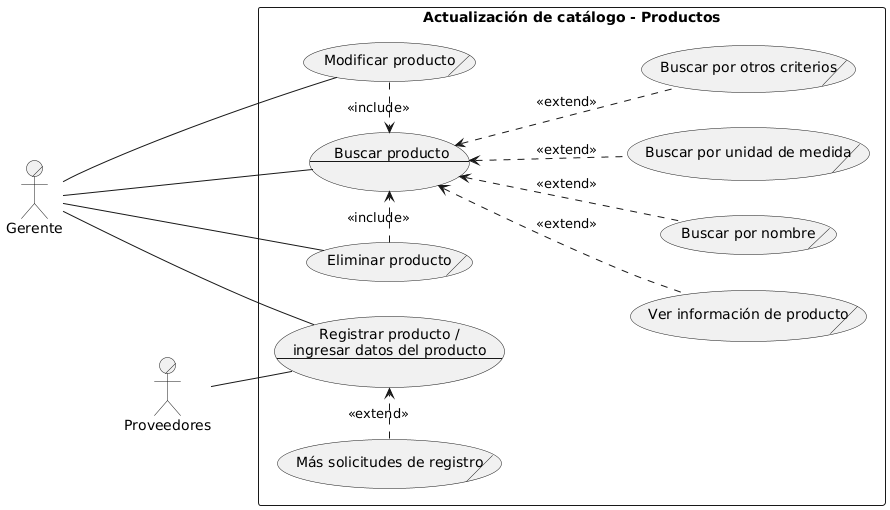 Actualización de catálogo - Productos
Modificar producto
Buscar por otros criterios
«include»
«extend»
Buscar producto
«extend»
Buscar por unidad de medida
«extend»
Gerente
«include»
«extend»
Buscar por nombre
Eliminar producto
Ver información de producto
Registrar producto /
ingresar datos del producto
Proveedores
«extend»
Más solicitudes de registro